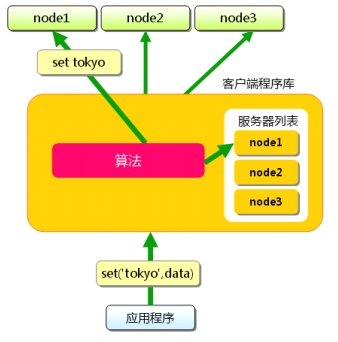 node1
node2
node3
set tokyo
客户端程序库
服务器列表
node1
算法
node2
node3
set('tokyo',data)
应用程序